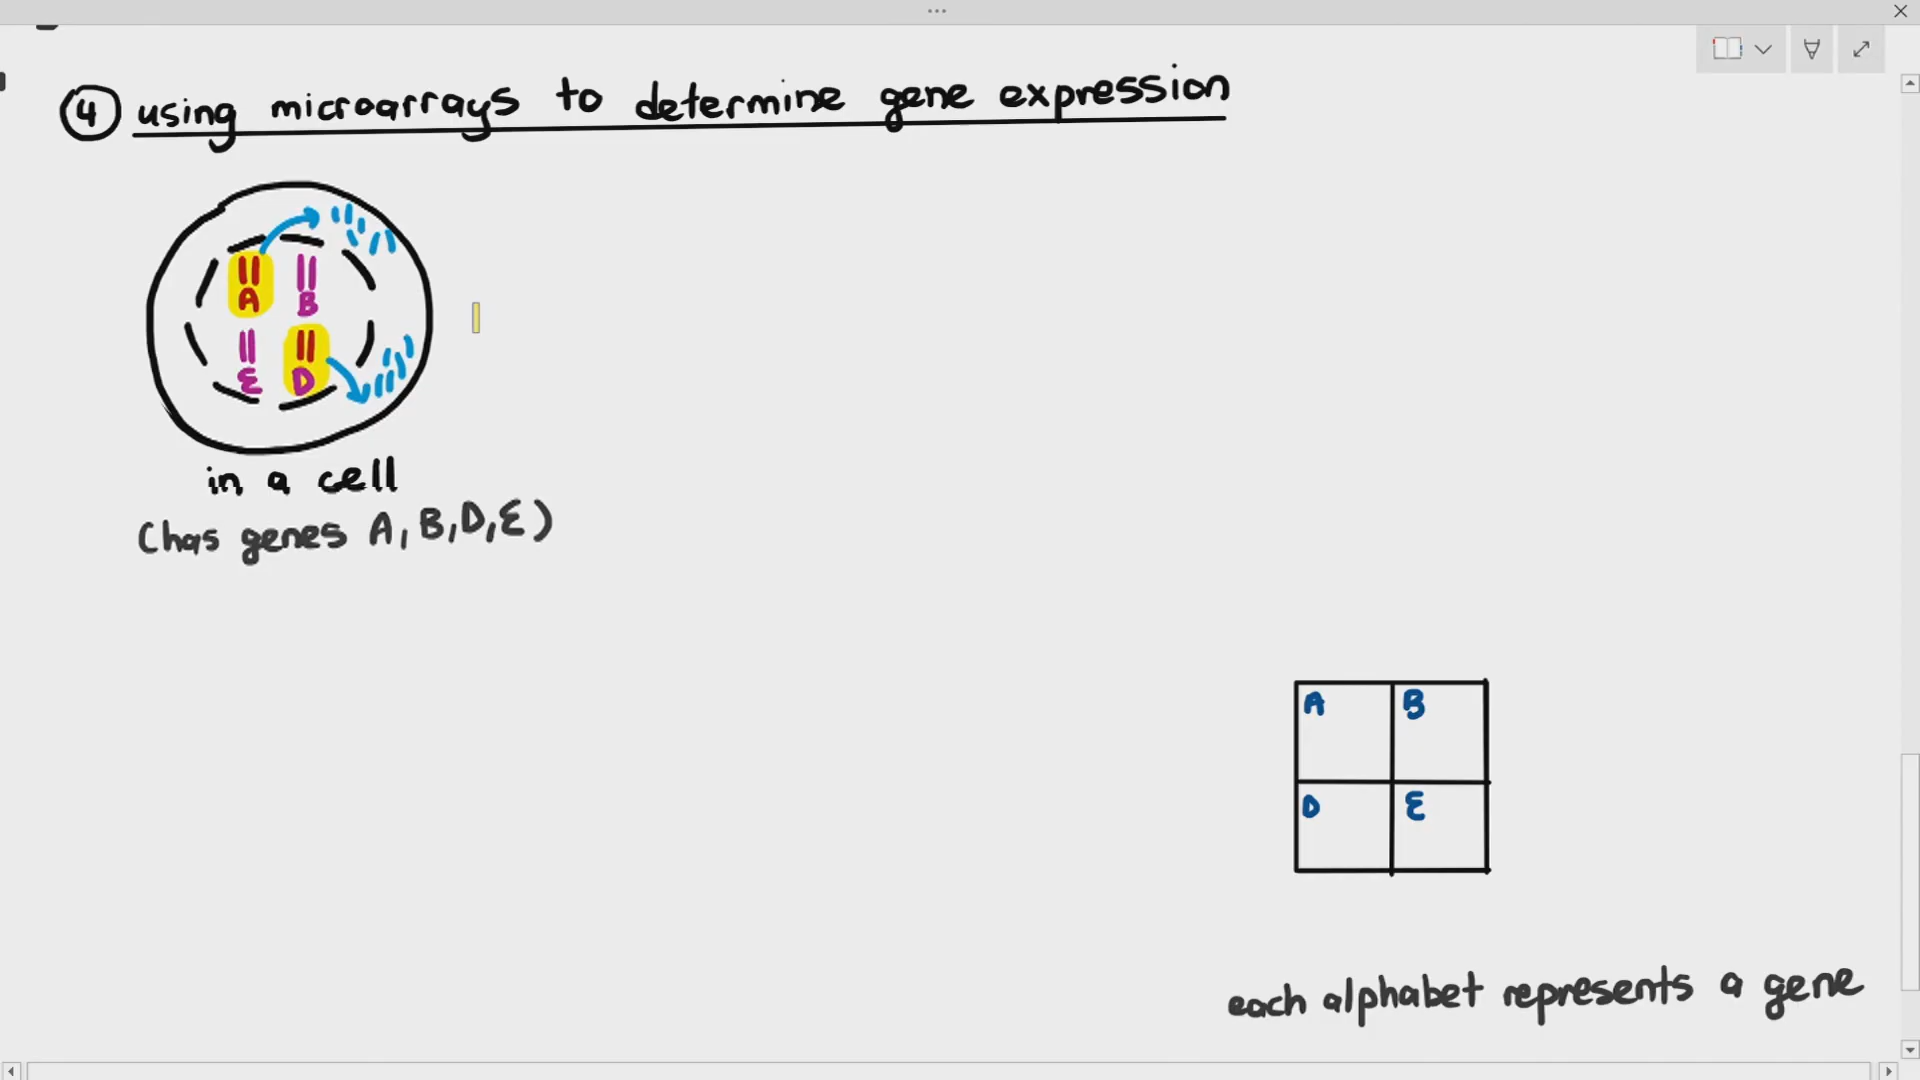 ④ using microarrays to determine gene expression
A B
E D
in a cell
(has genes A, B, D, E)
A B
D E
each alphabet represents a gene